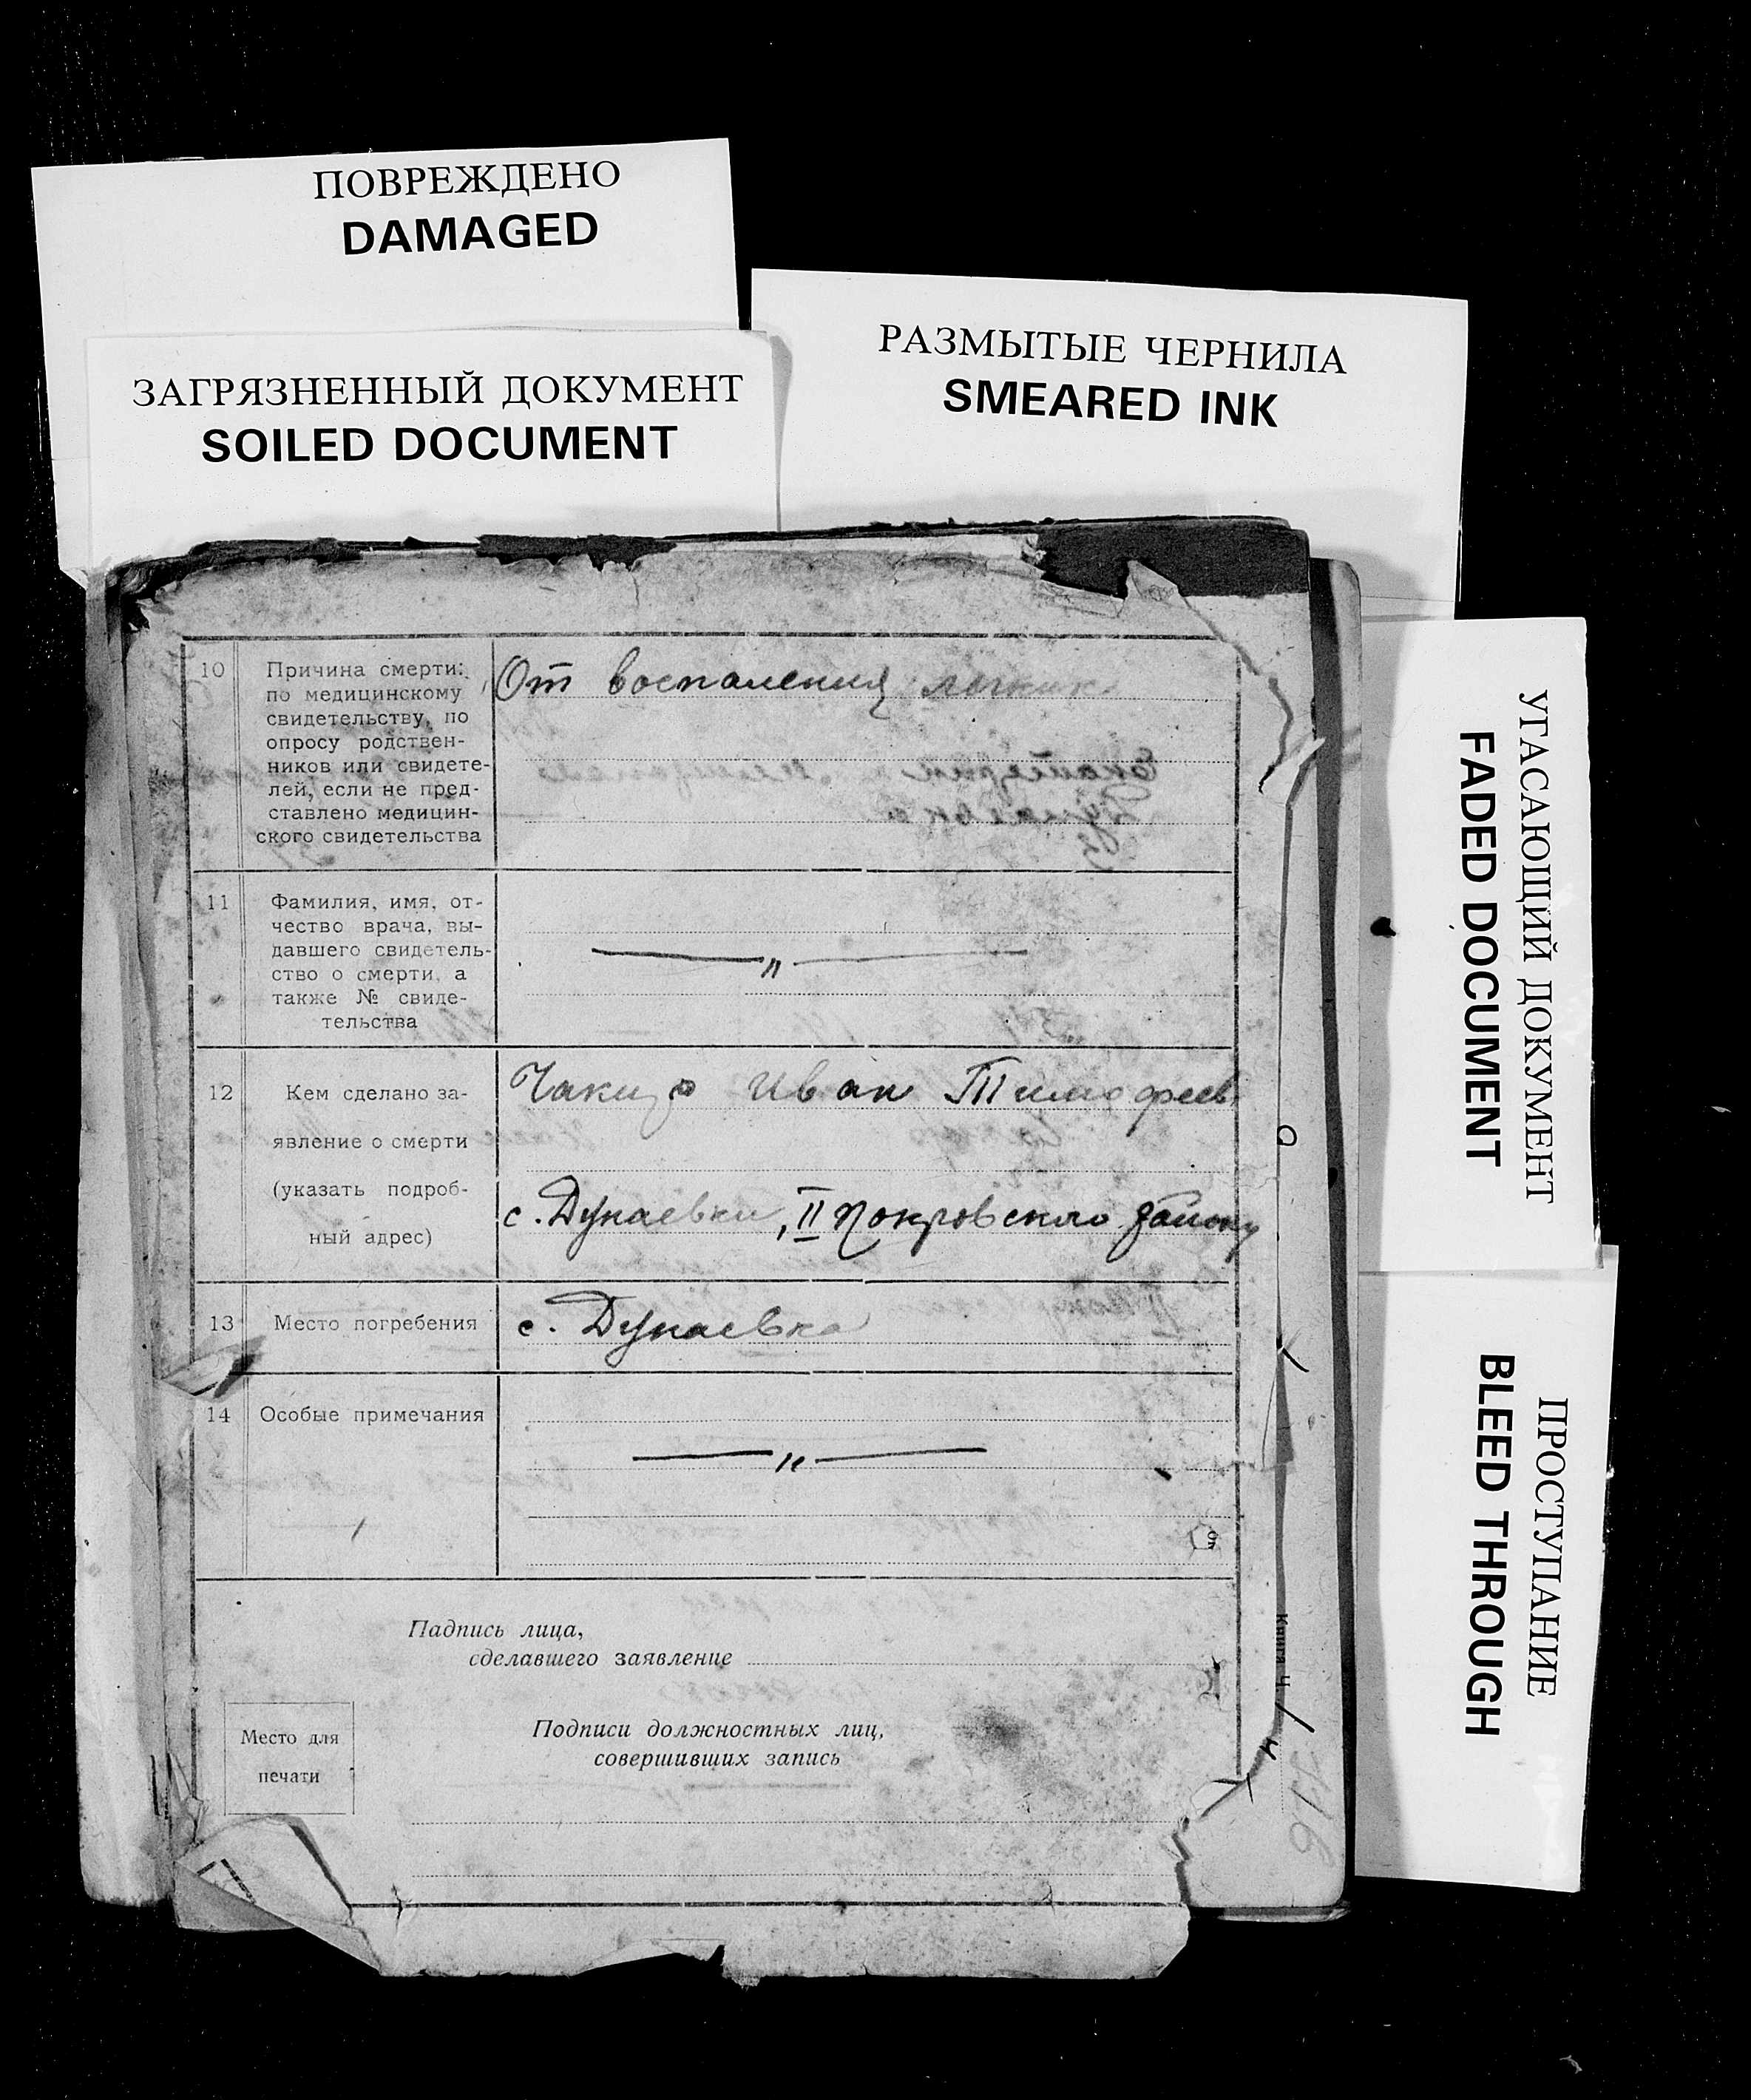 ПОВРЕЖДЕНО
DAMAGED
РАЗМЫТЫЕ ЧЕРНИЛА
SMEARED INK
ЗАГРЯЗНЕННЫЙ ДОКУМЕНТ
SOILED DOCUMENT
УГАСАЮЩИЙ ДОКУМЕНТ
FADED DOCUMENT
ПРОСТУПАНИЕ
BLEED THROUGH
10
Причина смерти:
по медицинскому
свидетельству, по
опросу родствен-
ников или свидете-
лей, если не пред-
ставлено медицин-
ского свидетельства
От воспаления легких
11
Фамилия, имя, от-
чество врача, вы-
давшего свидетель-
ство о смерти, а
также № свиде-
тельства
— " —
12
Кем сделано за-
явление о смерти
(указать подроб-
ный адрес)
Иван Тимофеев
с. Дунаевки, II Покровского району
13
Место погребения
с. Дунаевка
14
Особые примечания
— " —
Падпись лица,
сделавшего заявление
Место для
печати
Подписи должностных лиц,
совершивших запись